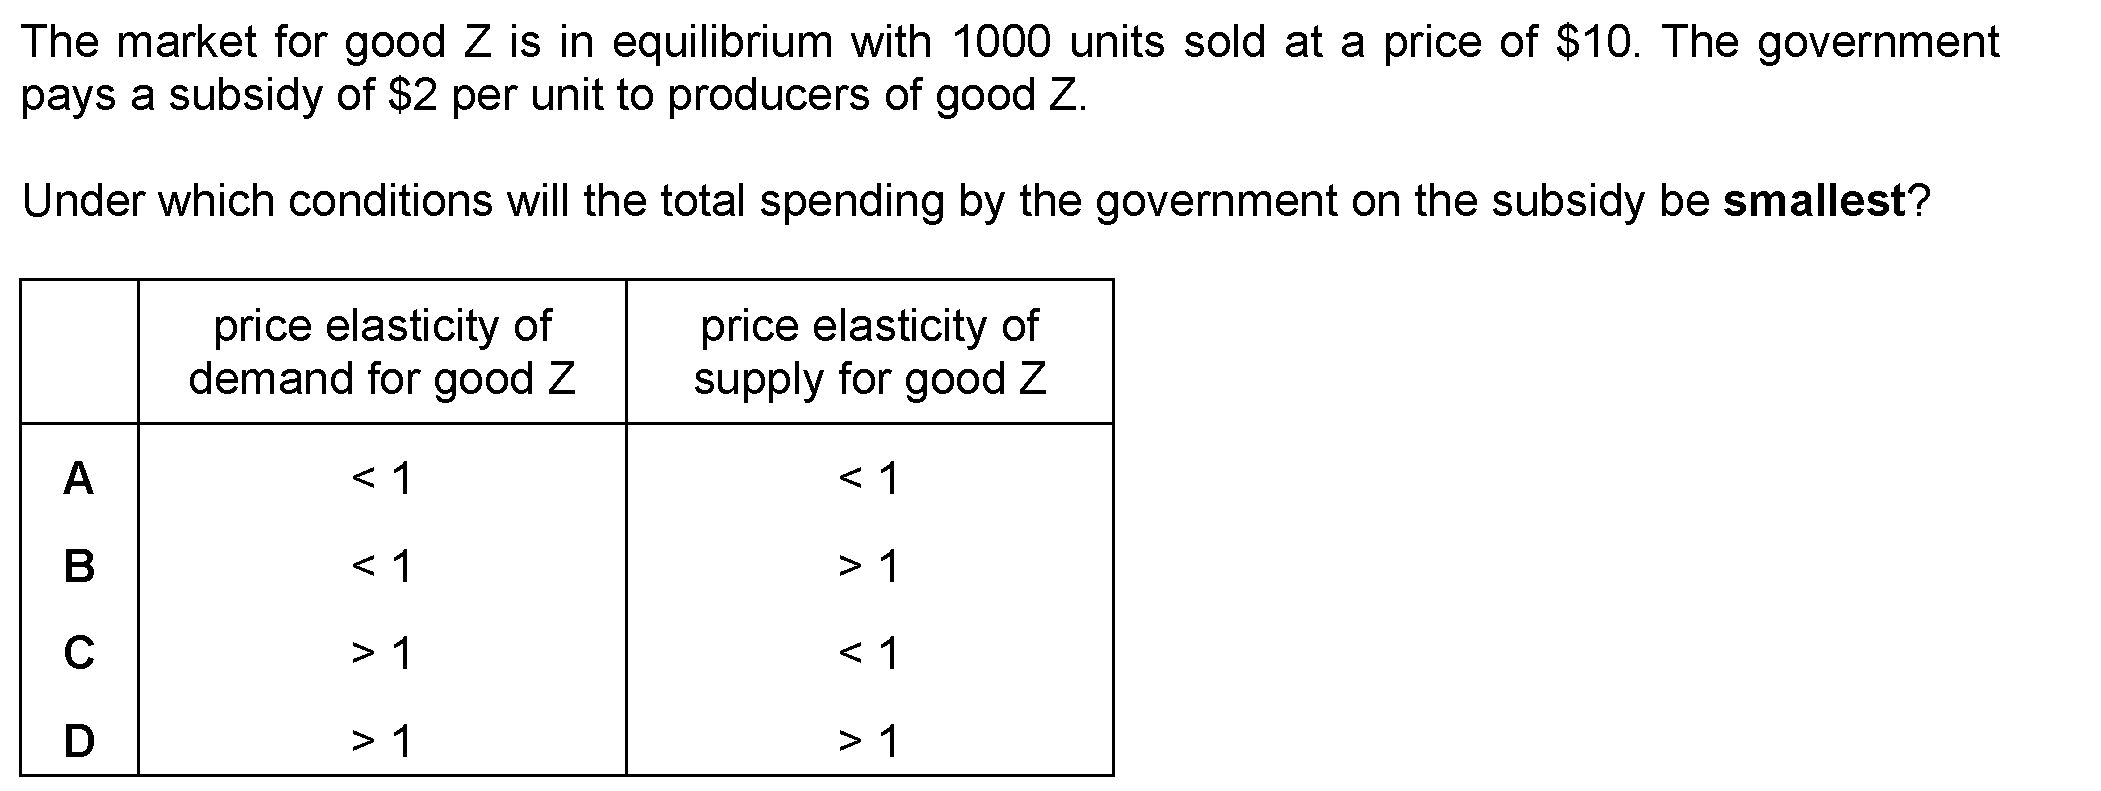 The market for good Z is in equilibrium with 1000 units sold at a price of $10. The government
pays a subsidy of $2 per unit to producers of good Z.
Under which conditions will the total spending by the government on the subsidy be smallest?
price elasticity of demand for good Z
price elasticity of supply for good Z
A < 1 < 1
B < 1 > 1
C > 1 < 1
D > 1 > 1